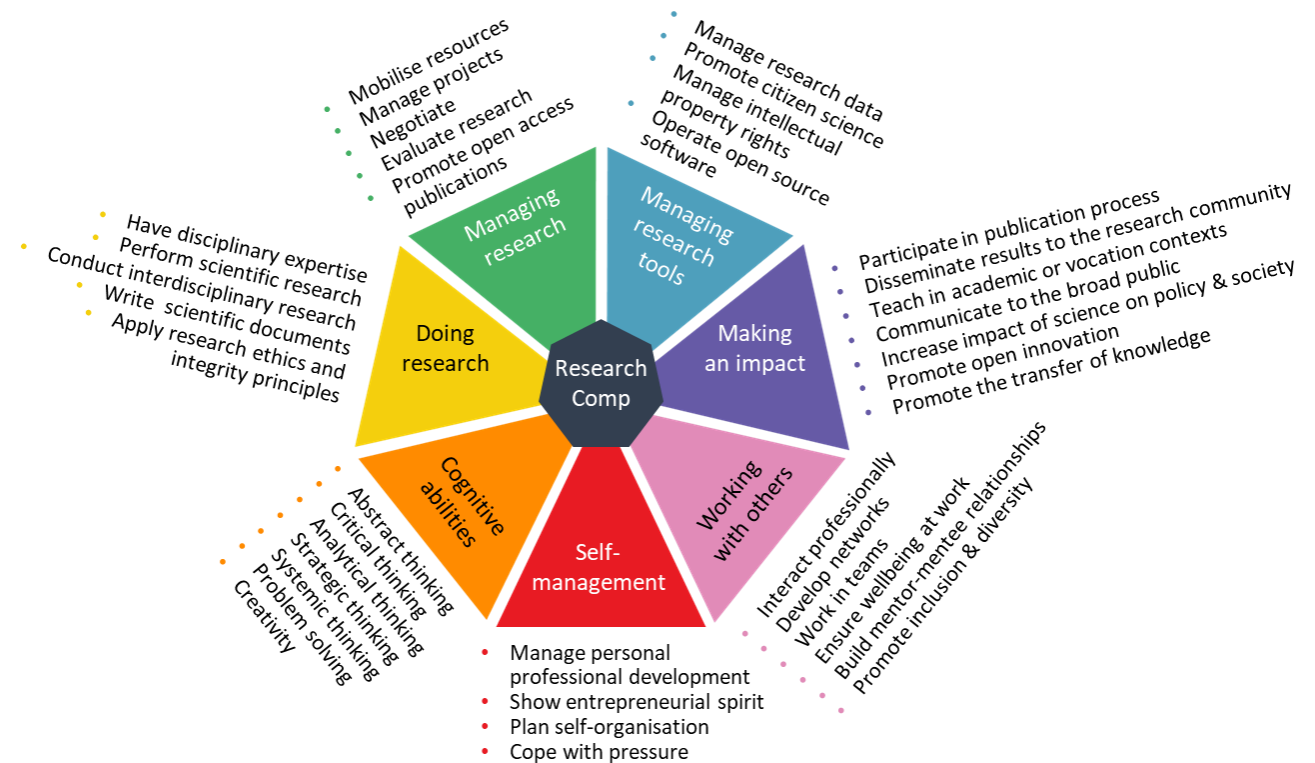 Research
Comp
Managing
research
• Mobilise resources
• Manage projects
• Negotiate
• Evaluate research
• Promote open access
publications
Managing
research
tools
• Manage research data
• Promote citizen science
• Manage intellectual
property rights
• Operate open source
software
Making
an impact
• Participate in publication process
• Disseminate results to the research community
• Teach in academic or vocation contexts
• Communicate to the broad public
• Increase impact of science on policy & society
• Promote open innovation
• Promote the transfer of knowledge
Working
with others
• Interact professionally
• Develop networks
• Work in teams
• Ensure wellbeing at work
• Build mentor-mentee relationships
• Promote inclusion & diversity
Self-
management
• Manage personal
professional development
• Show entrepreneurial spirit
• Plan self-organisation
• Cope with pressure
Cognitive
abilities
• Abstract thinking
• Critical thinking
• Analytical thinking
• Strategic thinking
• Systemic thinking
• Problem solving
• Creativity
Doing
research
• Have disciplinary expertise
• Perform scientific research
• Conduct interdisciplinary research
• Write scientific documents
• Apply research ethics and
integrity principles